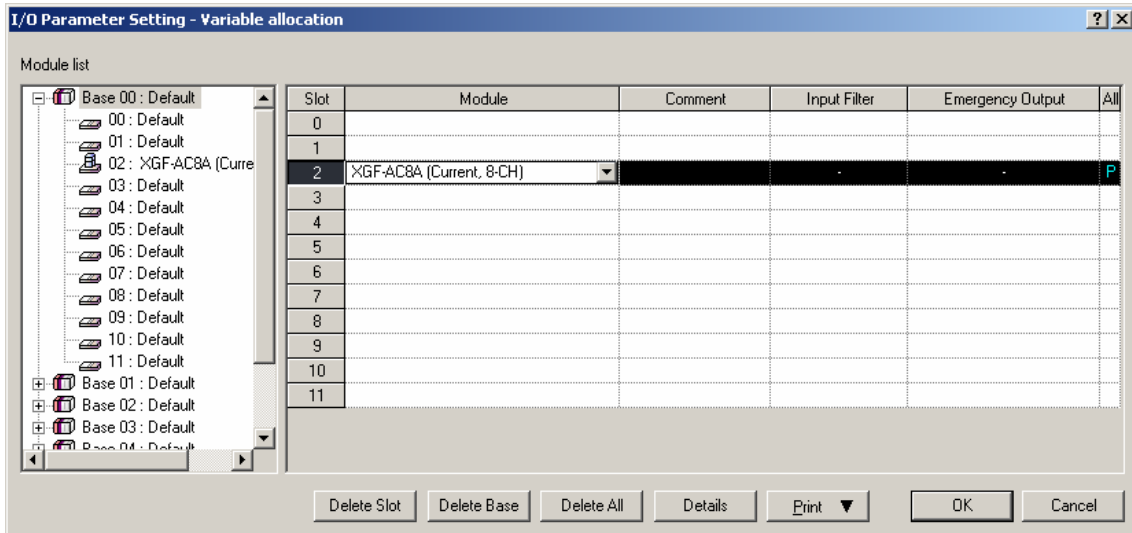 I/O Parameter Setting - Variable allocation
Module list
Base 00 : Default
00 : Default
01 : Default
02 : XGF-AC8A (Curre
03 : Default
04 : Default
05 : Default
06 : Default
07 : Default
08 : Default
09 : Default
10 : Default
11 : Default
Base 01 : Default
Base 02 : Default
Base 03 : Default
Base 04 : Default
Slot Module Comment Input Filter Emergency Output All
0
1
2 XGF-AC8A (Current, 8-CH) - - P
3
4
5
6
7
8
9
10
11
Delete Slot Delete Base Delete All Details Print ▼ OK Cancel